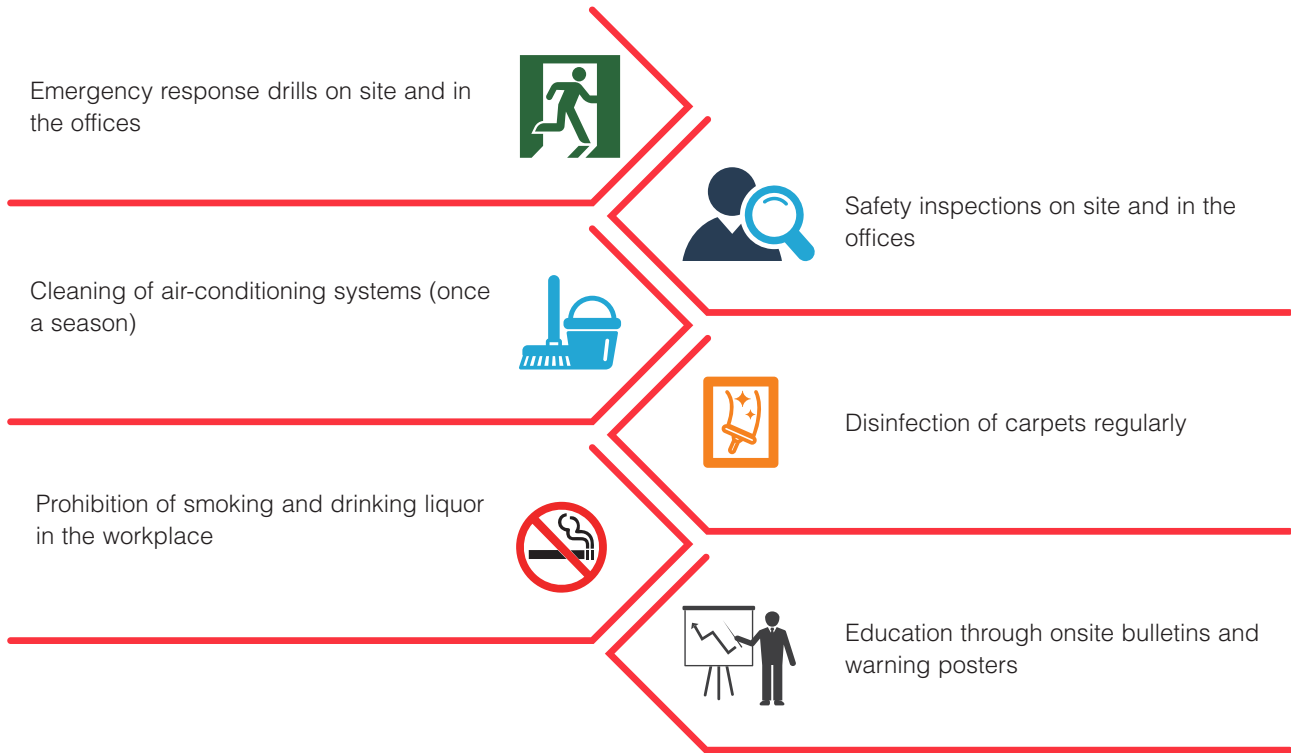 Emergency response drills on site and in
the offices
Safety inspections on site and in the
offices
Cleaning of air-conditioning systems (once
a season)
Disinfection of carpets regularly
Prohibition of smoking and drinking liquor
in the workplace
Education through onsite bulletins and
warning posters